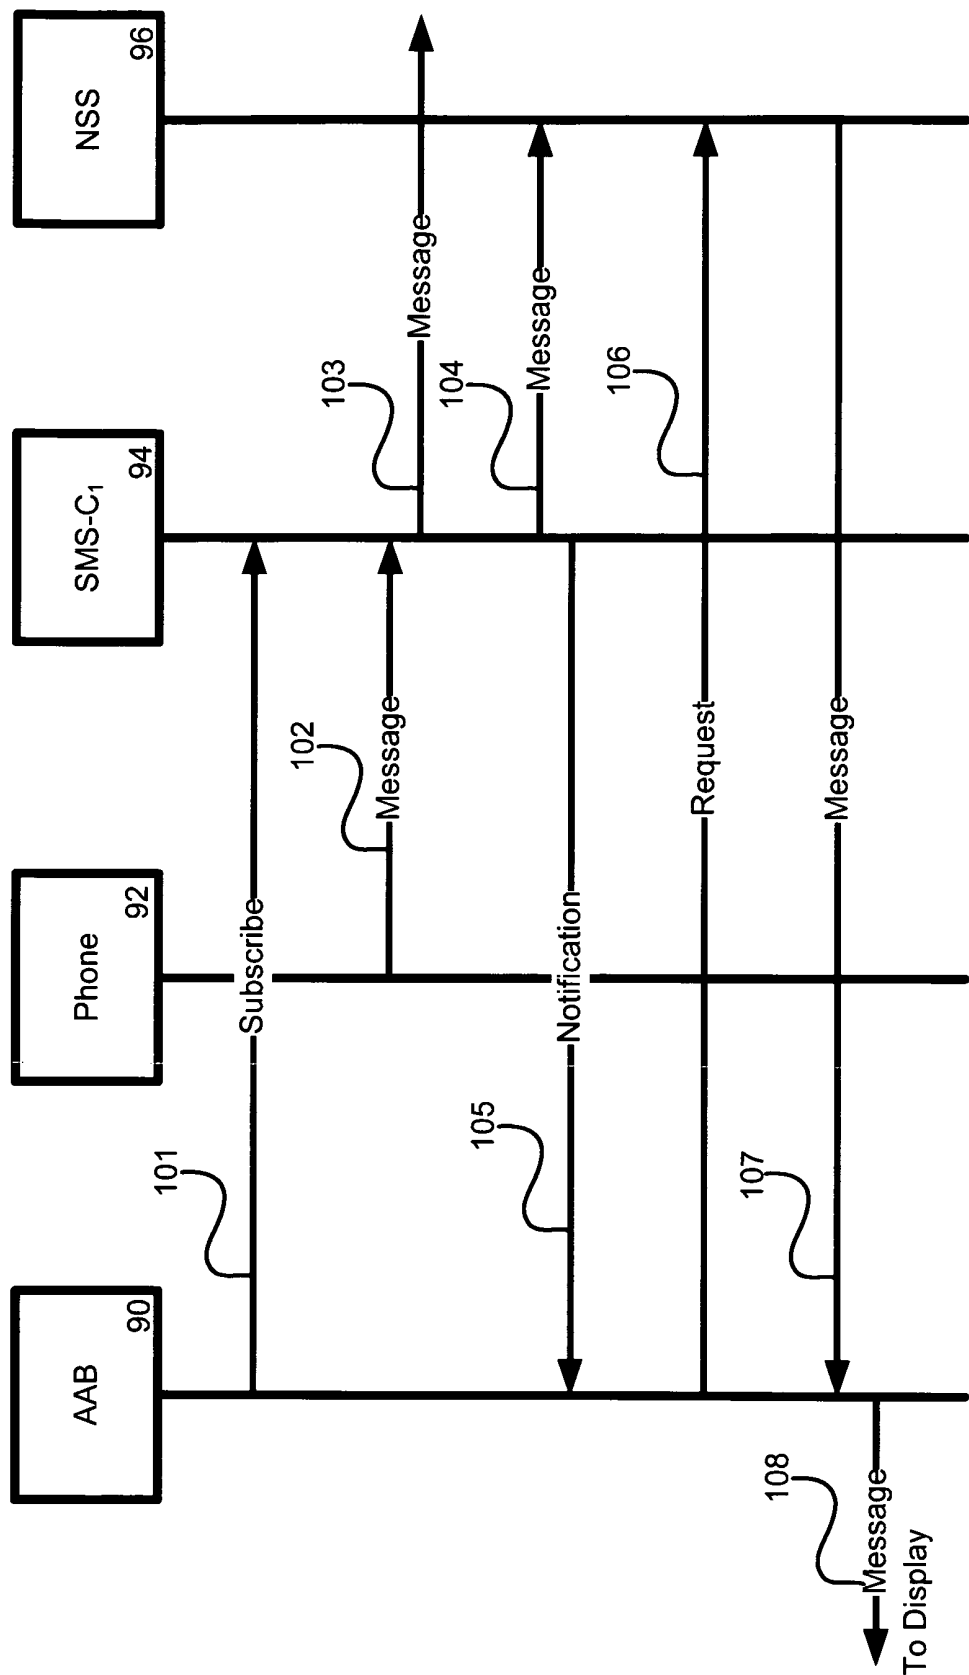 AAB
90
Phone
92
SMS-C₁
94
NSS
96
101
Subscribe
102
Message
103
Message
104
Message
105
Notification
106
Request
107
Message
108
Message
To Display